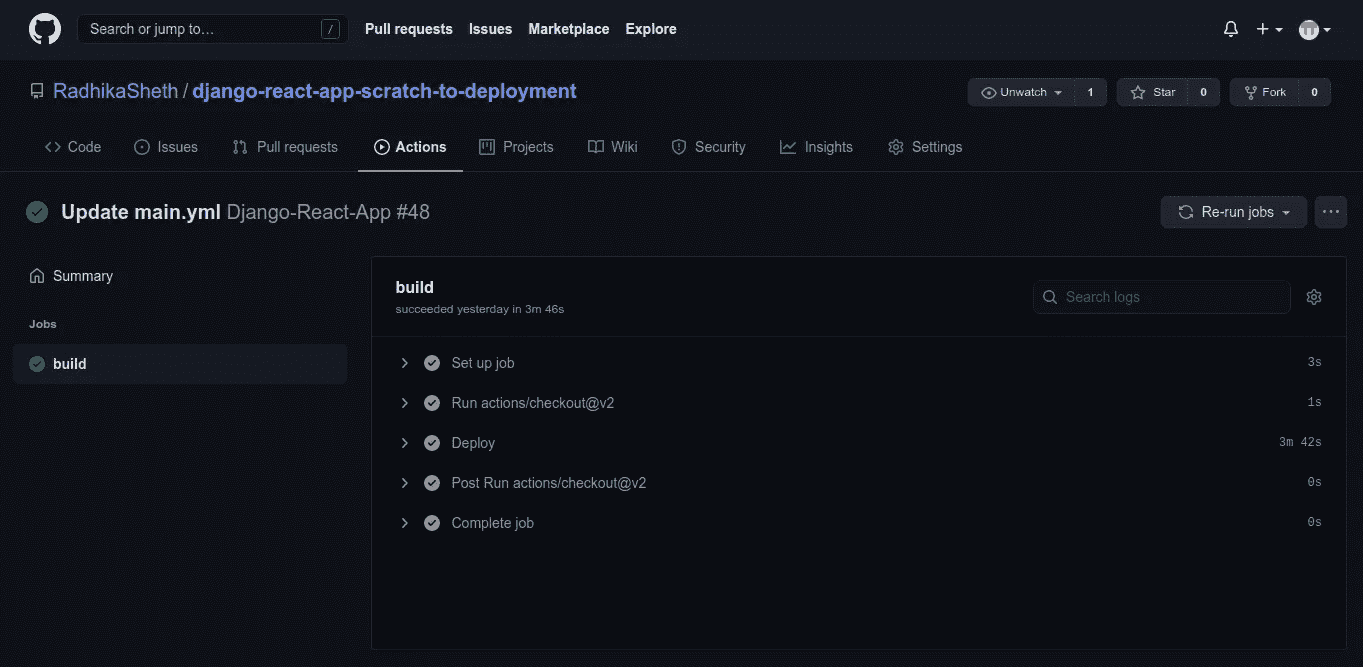 Search or jump to… /
Pull requests Issues Marketplace Explore
RadhikaSheth / django-react-app-scratch-to-deployment
Unwatch 1 Star 0 Fork 0
Code Issues Pull requests Actions Projects Wiki Security Insights Settings
Update main.yml Django-React-App #48
Re-run jobs
Summary
Jobs
build
build
succeeded yesterday in 3m 46s
Search logs
Set up job 3s
Run actions/checkout@v2 1s
Deploy 3m 42s
Post Run actions/checkout@v2 0s
Complete job 0s